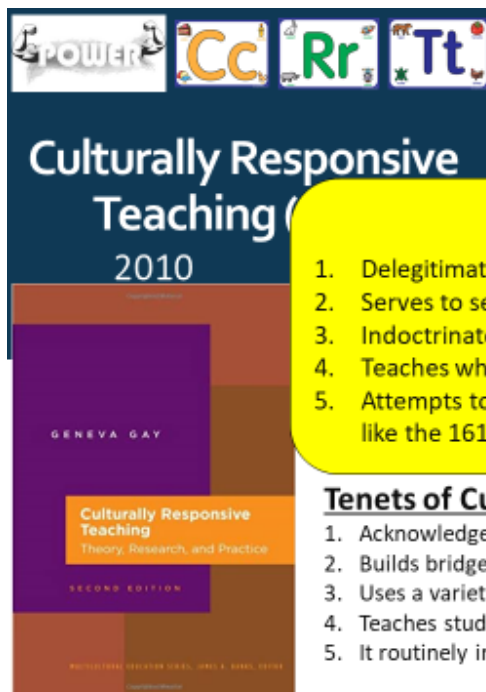 POWER
Cc
Rr
Tt
Culturally Responsive
Teaching (
2010
1. Delegitimat
2. Serves to se
3. Indoctrinate
4. Teaches wh
5. Attempts to
like the 161
GENEVA GAY
Culturally Responsive
Teaching
Theory, Research, and Practice
SECOND EDITION
MULTICULTURAL EDUCATION SERIES, JAMES A. BANKS, EDITOR
Tenets of Cu
1. Acknowledge
2. Builds bridge
3. Uses a variet
4. Teaches stud
5. It routinely in